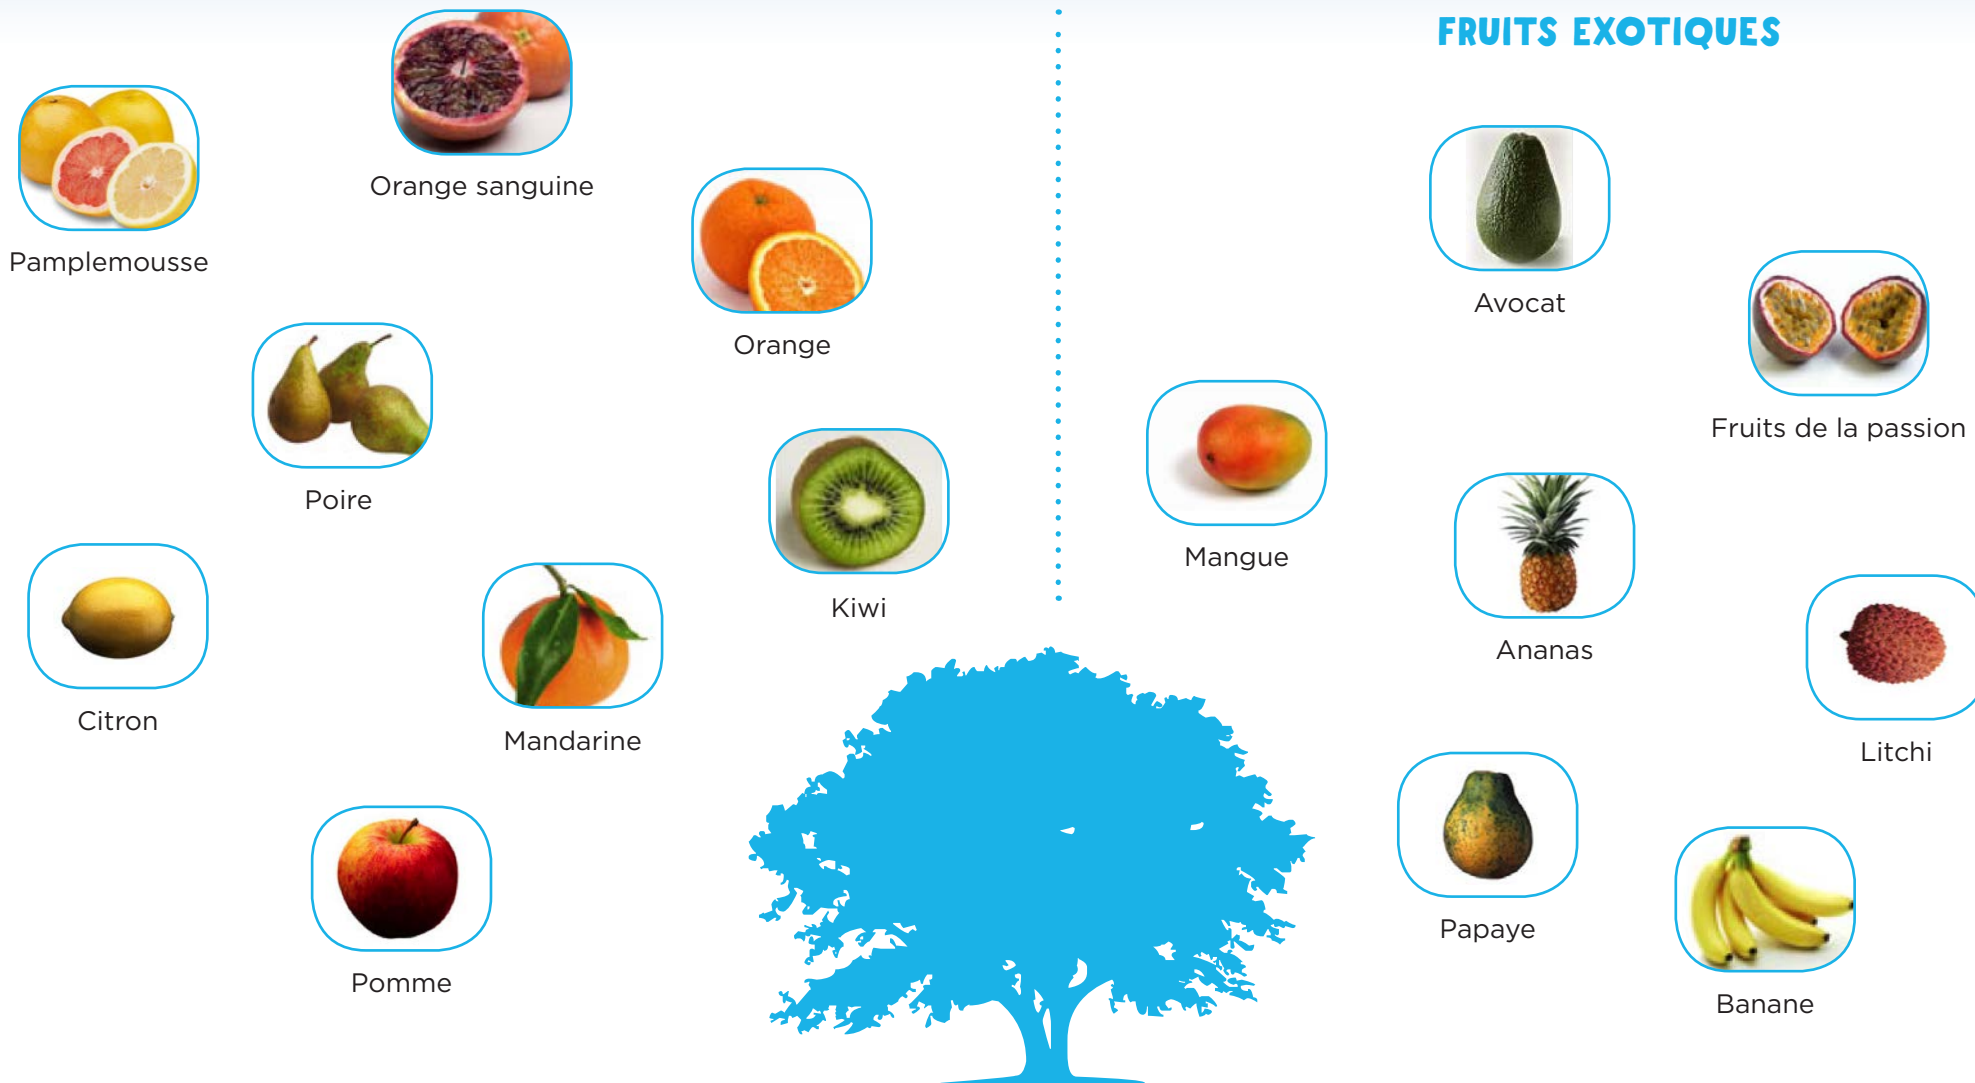 Orange sanguine
Pamplemousse
Orange
Poire
Kiwi
Citron
Mandarine
Pomme
FRUITS EXOTIQUES
Avocat
Fruits de la passion
Mangue
Ananas
Litchi
Papaye
Banane